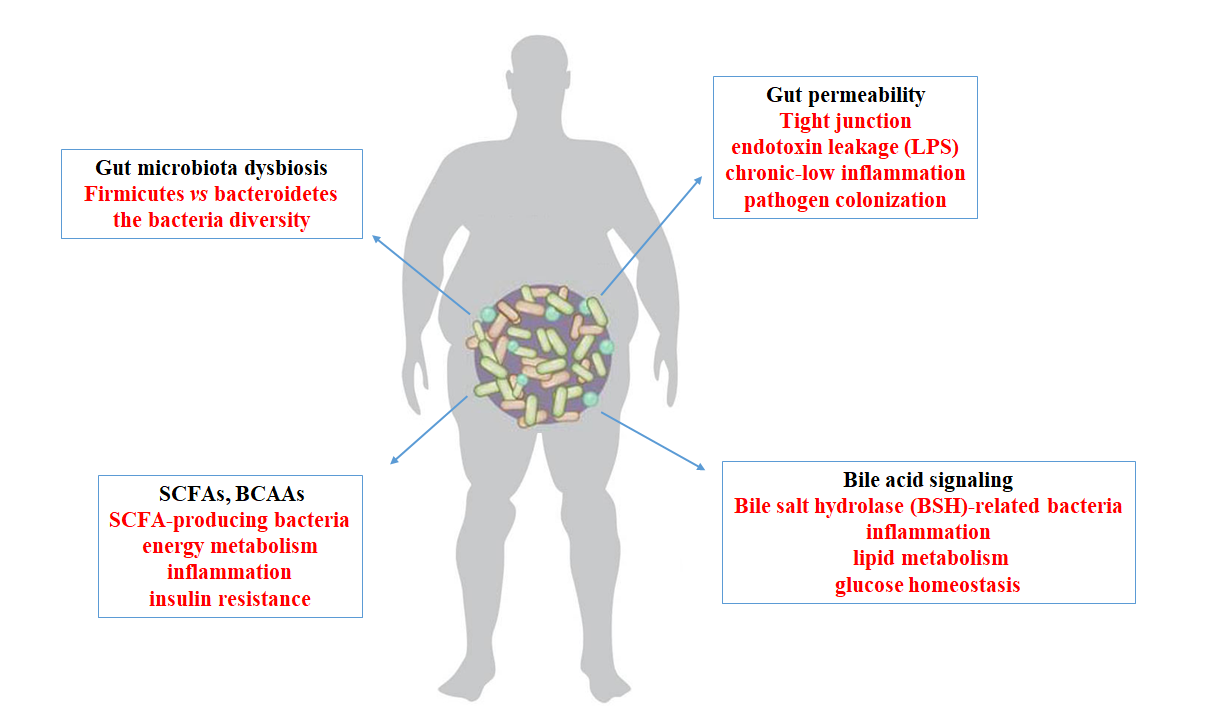 Gut microbiota dysbiosis
Firmicutes vs bacteroidetes
the bacteria diversity
Gut permeability
Tight junction
endotoxin leakage (LPS)
chronic-low inflammation
pathogen colonization
SCFAs, BCAAs
SCFA-producing bacteria
energy metabolism
inflammation
insulin resistance
Bile acid signaling
Bile salt hydrolase (BSH)-related bacteria
inflammation
lipid metabolism
glucose homeostasis